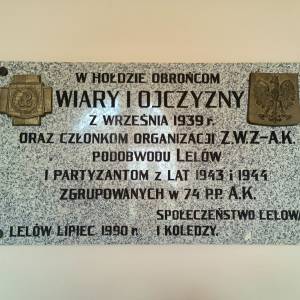 W HOŁDZIE OBROŃCOM
WIARY I OJCZYZNY
Z WRZEŚNIA 1939 r.
ORAZ CZŁONKOM ORGANIZACJI Z.W.Z-A.K.
PODOBWODU LELÓW
I PARTYZANTOM Z LAT 1943 I 1944
ZGRUPOWANYCH W 74 P.P. A.K.
SPOŁECZEŃSTWO LELOWA
LELÓW LIPIEC 1990 r. I KOLEDZY.